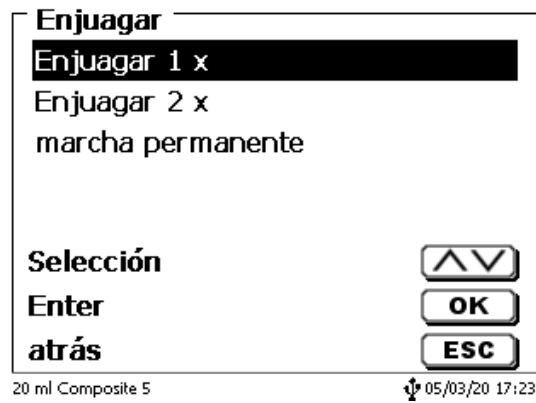 Enjuagar
Enjuagar 1 x
Enjuagar 2 x
marcha permanente
Selección
Enter OK
atrás ESC
20 ml Composite 5 05/03/20 17:23